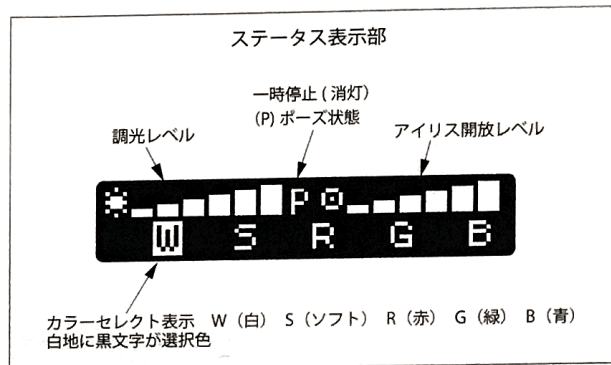 ステータス表示部
一時停止 ( 消灯）
(P) ポーズ状態
調光レベル
アイリス開放レベル
P
W S R G B
カラーセレクト表示 W（白） S（ソフト） R（赤） G（緑） B（青）
白地に黒文字が選択色